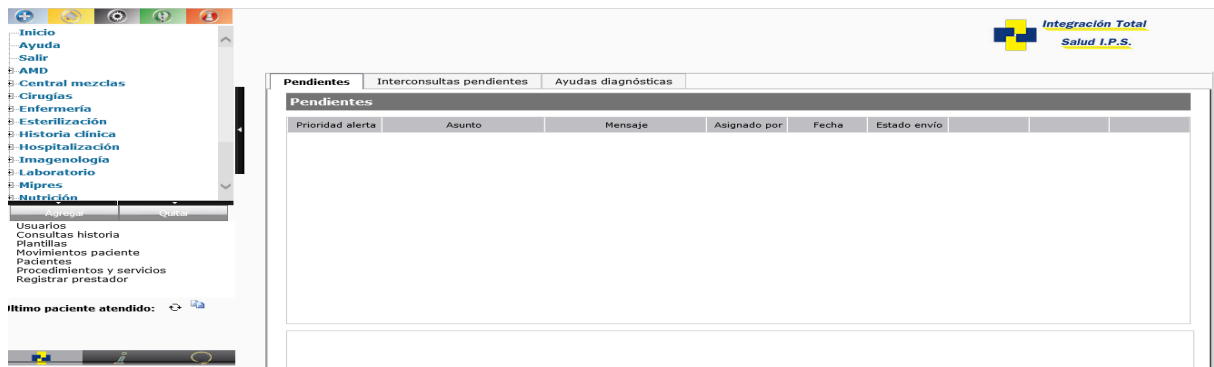 Inicio
Ayuda
Salir
AMD
Central mezclas
Cirugías
Enfermería
Esterilización
Historia clínica
Hospitalización
Imagenología
Laboratorio
Mipres
Nutrición
Agregar Quitar
Usuarios
Consultas historia
Plantillas
Movimientos paciente
Pacientes
Procedimientos y servicios
Registrar prestador
ltimo paciente atendido:
Integración Total
Salud I.P.S.
Pendientes Interconsultas pendientes Ayudas diagnósticas
Pendientes
Prioridad alerta Asunto Mensaje Asignado por Fecha Estado envío